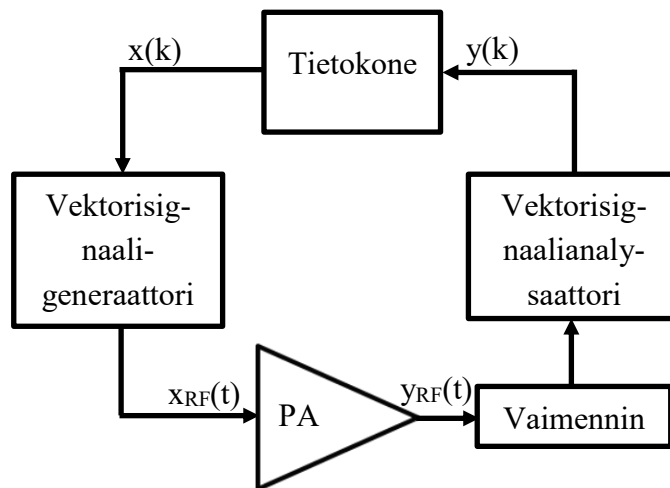 x(k)
Tietokone
y(k)
Vektorisig-
naali-
generaattori
Vektorisig-
naalianaly-
saattori
xRF(t)
PA
yRF(t)
Vaimennin